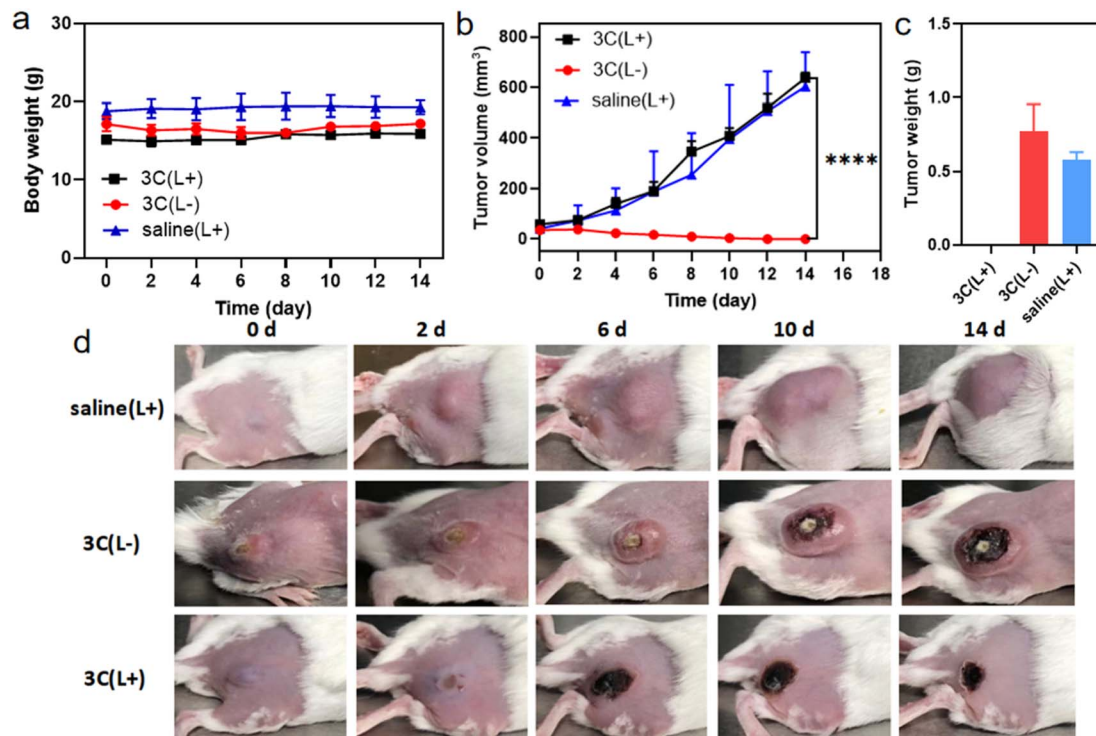 a
30
20
10
0
Body weight (g)
3C(L+)
3C(L-)
saline(L+)
0 2 4 6 8 10 12 14
Time (day)
b
800
600
400
200
0
Tumor volume (mm³)
3C(L+)
3C(L-)
saline(L+)
****
0 2 4 6 8 10 12 14 16 18
Time (day)
c
1.5
1.0
0.5
0.0
Tumor weight (g)
3C(L+)
3C(L-)
saline(L+)
d
0 d 2 d 6 d 10 d 14 d
saline(L+)
3C(L-)
3C(L+)